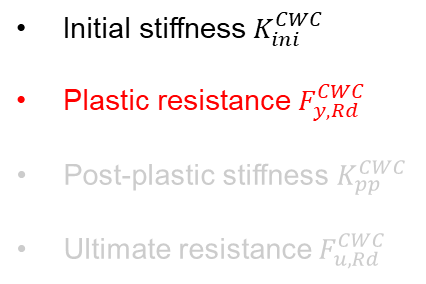 • Initial stiffness $K_{ini}^{CWC}$
• Plastic resistance $F_{y,Rd}^{CWC}$
• Post-plastic stiffness $K_{pp}^{CWC}$
• Ultimate resistance $F_{u,Rd}^{CWC}$